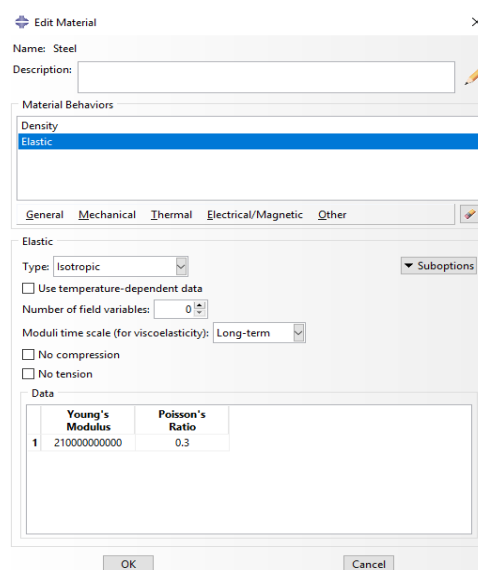 Edit Material
Name: Steel
Description:
Material Behaviors
Density
Elastic
General Mechanical Thermal Electrical/Magnetic Other
Elastic
Type: Isotropic Suboptions
Use temperature-dependent data
Number of field variables: 0
Moduli time scale (for viscoelasticity): Long-term
No compression
No tension
Data
Young's Poisson's
Modulus Ratio
1 210000000000 0.3
OK Cancel